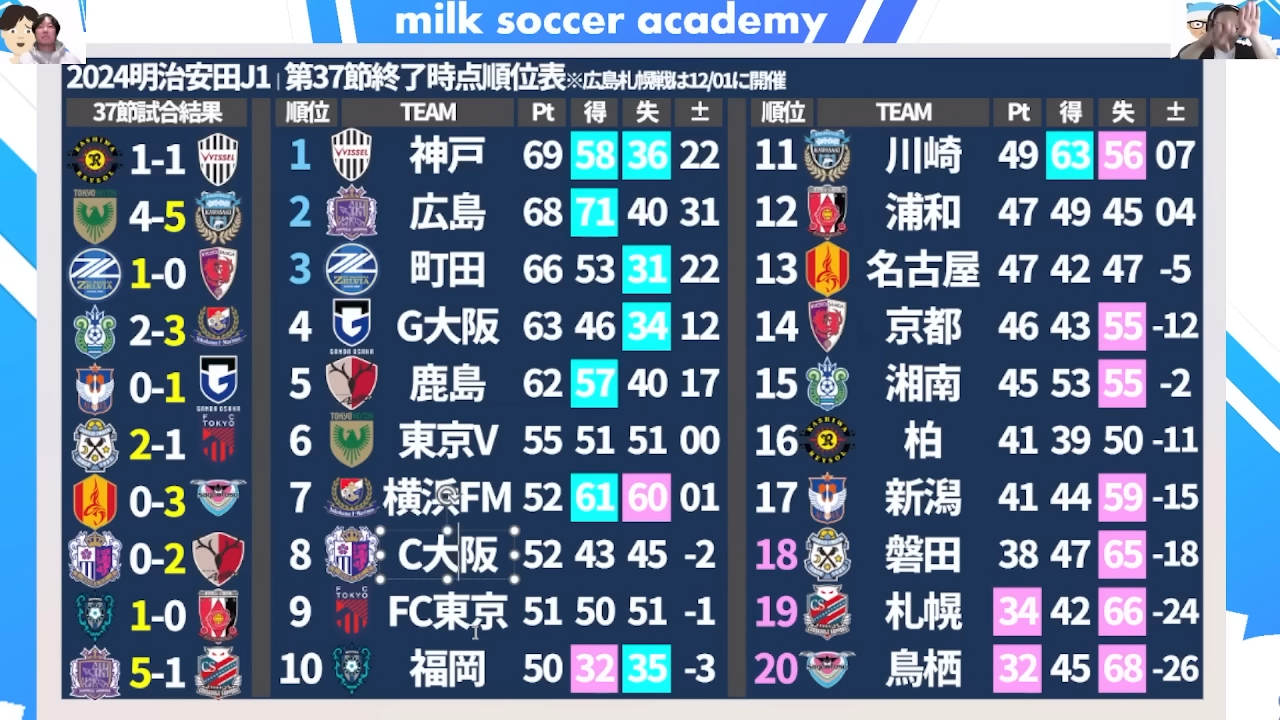 milk soccer academy
2024明治安田J1 | 第37節終了時点順位表※広島札幌戦は12/01に開催
37節試合結果
1-1
4-5
1-0
2-3
0-1
2-1
0-3
0-2
1-0
5-1
順位 TEAM Pt 得 失 ±
1 神戸 69 58 36 22
2 広島 68 71 40 31
3 町田 66 53 31 22
4 G大阪 63 46 34 12
5 鹿島 62 57 40 17
6 東京V 55 51 51 00
7 横浜FM 52 61 60 01
8 C大阪 52 43 45 -2
9 FC東京 51 50 51 -1
10 福岡 50 32 35 -3
順位 TEAM Pt 得 失 ±
11 川崎 49 63 56 07
12 浦和 47 49 45 04
13 名古屋 47 42 47 -5
14 京都 46 43 55 -12
15 湘南 45 53 55 -2
16 柏 41 39 50 -11
17 新潟 41 44 59 -15
18 磐田 38 47 65 -18
19 札幌 34 42 66 -24
20 鳥栖 32 45 68 -26